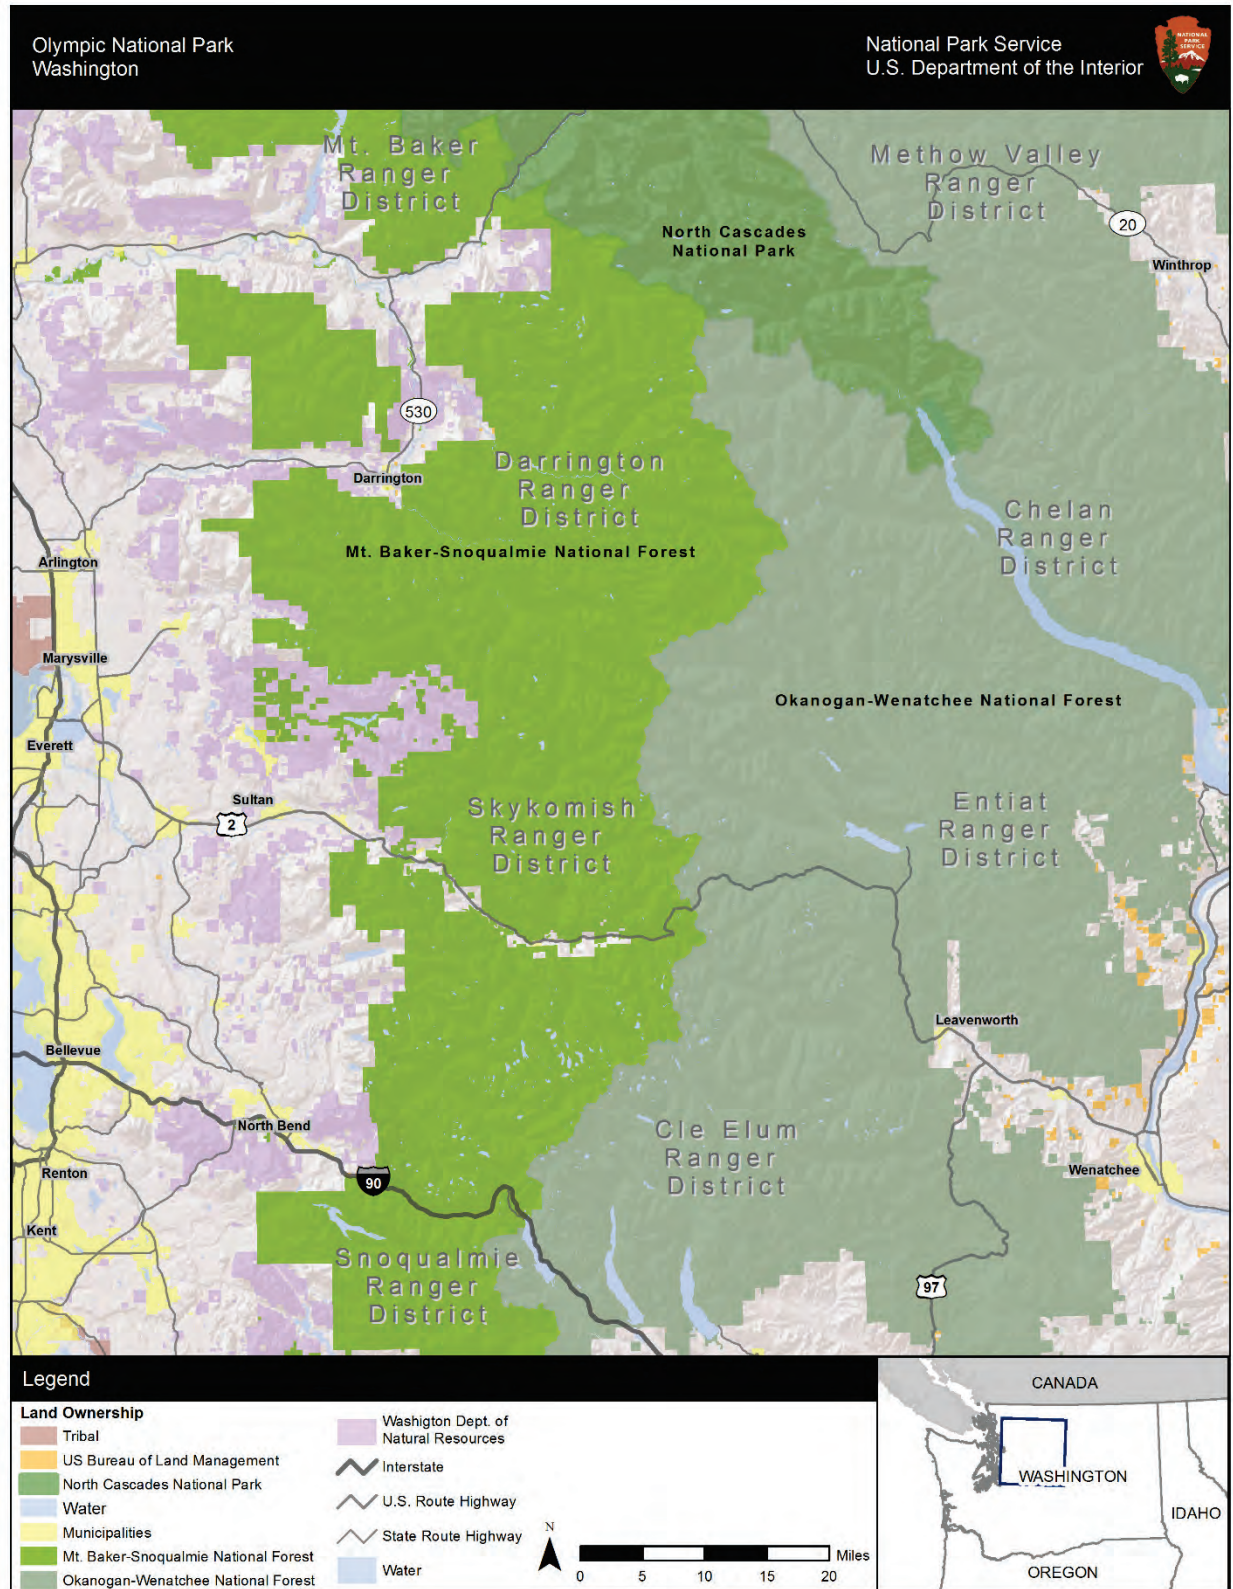 Olympic National Park
Washington
National Park Service
U.S. Department of the Interior
NATIONAL
PARK
SERVICE
Mt. Baker
Ranger
District
Methow Valley
Ranger
District
North Cascades
National Park
20
Winthrop
530
Darrington
Ranger
District
Darrington
Chelan
Ranger
District
Mt. Baker-Snoqualmie National Forest
Arlington
Marysville
Okanogan-Wenatchee National Forest
Everett
Sultan
2
Skykomish
Ranger
District
Entiat
Ranger
District
Leavenworth
Bellevue
North Bend
Cle Elum
Ranger
District
Renton
90
Wenatchee
Kent
Snoqualmie
Ranger
District
97
Legend
Land Ownership
Tribal
US Bureau of Land Management
North Cascades National Park
Water
Municipalities
Mt. Baker-Snoqualmie National Forest
Okanogan-Wenatchee National Forest
Washigton Dept. of
Natural Resources
Interstate
U.S. Route Highway
State Route Highway
Water
N
Miles
0 5 10 15 20
CANADA
WASHINGTON
IDAHO
OREGON